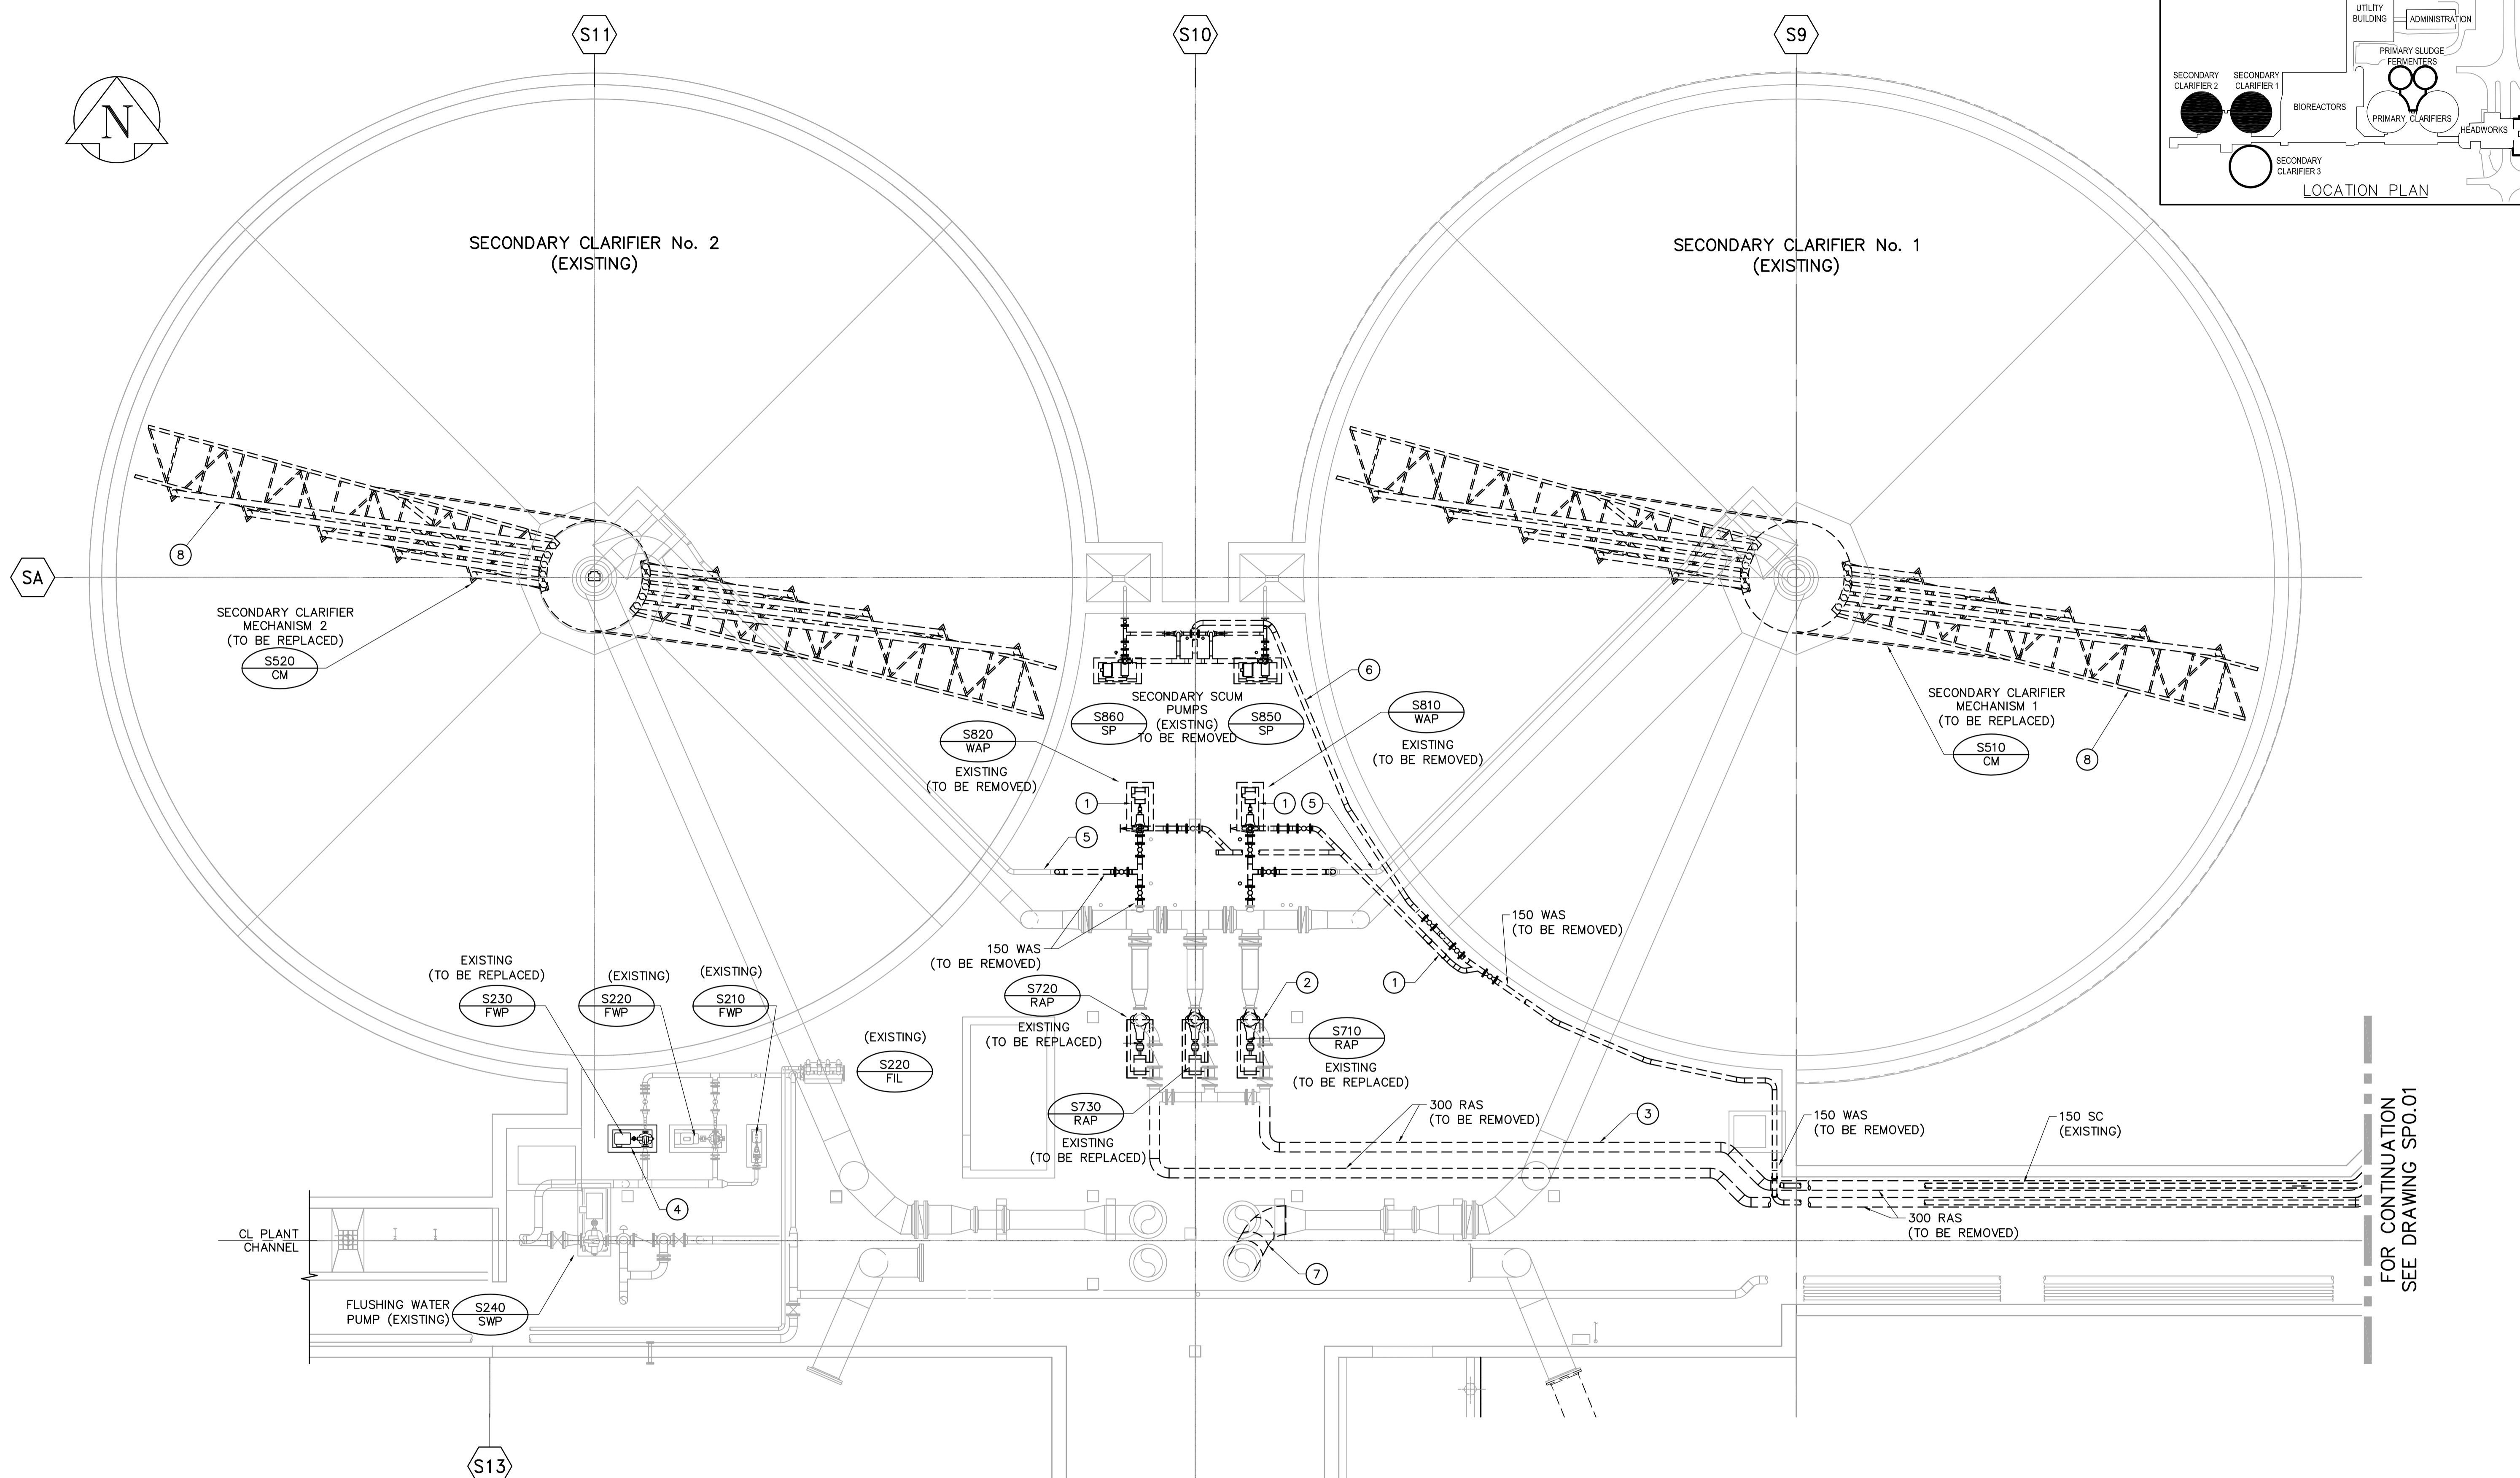 S11
S10
S9
N
UTILITY
BUILDING
ADMINISTRATION
PRIMARY SLUDGE
FERMENTERS
SECONDARY
CLARIFIER 2
SECONDARY
CLARIFIER 1
BIOREACTORS
PRIMARY CLARIFIERS
HEADWORKS
SECONDARY
CLARIFIER 3
LOCATION PLAN
SECONDARY CLARIFIER No. 2
(EXISTING)
SECONDARY CLARIFIER No. 1
(EXISTING)
8
SA
SECONDARY CLARIFIER
MECHANISM 2
(TO BE REPLACED)
S520
CM
SECONDARY SCUM
PUMPS
(EXISTING)
TO BE REMOVED
S860
SP
S850
SP
6
S810
WAP
EXISTING
(TO BE REMOVED)
S820
WAP
EXISTING
(TO BE REMOVED)
SECONDARY CLARIFIER
MECHANISM 1
(TO BE REPLACED)
S510
CM
8
1
1
5
5
150 WAS
(TO BE REMOVED)
150 WAS
(TO BE REMOVED)
1
2
EXISTING
(TO BE REPLACED)
S230
FWP
(EXISTING)
S220
FWP
(EXISTING)
S210
FWP
(EXISTING)
S220
FIL
S720
RAP
EXISTING
(TO BE REPLACED)
S710
RAP
EXISTING
(TO BE REPLACED)
S730
RAP
EXISTING
(TO BE REPLACED)
300 RAS
(TO BE REMOVED)
3
150 WAS
(TO BE REMOVED)
150 SC
(EXISTING)
300 RAS
(TO BE REMOVED)
FOR CONTINUATION
SEE DRAWING SP0.01
4
CL PLANT
CHANNEL
7
FLUSHING WATER
PUMP (EXISTING)
S240
SWP
S13